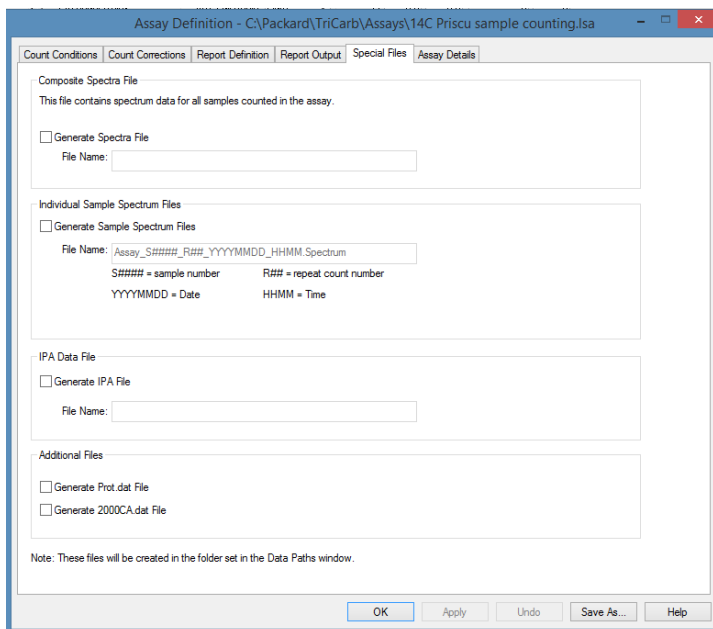 Assay Definition - C:\Packard\TriCarb\Assays\14C Priscu sample counting.lsa
Count Conditions Count Corrections Report Definition Report Output Special Files Assay Details
Composite Spectra File
This file contains spectrum data for all samples counted in the assay.
Generate Spectra File
File Name:
Individual Sample Spectrum Files
Generate Sample Spectrum Files
File Name: Assay_S####_R##_YYYYMMDD_HHMM.Spectrum
S#### = sample number R## = repeat count number
YYYYMMDD = Date HHMM = Time
IPA Data File
Generate IPA File
File Name:
Additional Files
Generate Prot.dat File
Generate 2000CA.dat File
Note: These files will be created in the folder set in the Data Paths window.
OK Apply Undo Save As... Help